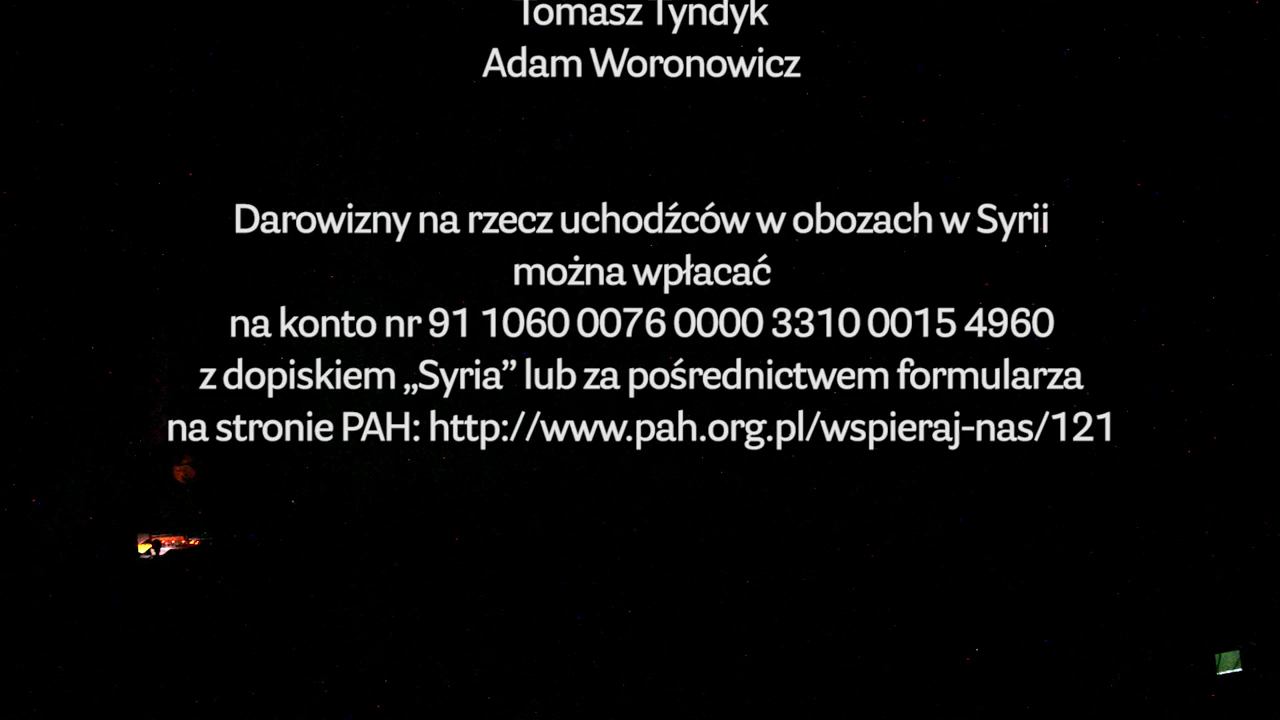 Tomasz Tyndyk
Adam Woronowicz
Darowizny na rzecz uchodźców w obozach w Syrii
można wpłacać
na konto nr 91 1060 0076 0000 3310 0015 4960
z dopiskiem „Syria” lub za pośrednictwem formularza
na stronie PAH: http://www.pah.org.pl/wspieraj-nas/121